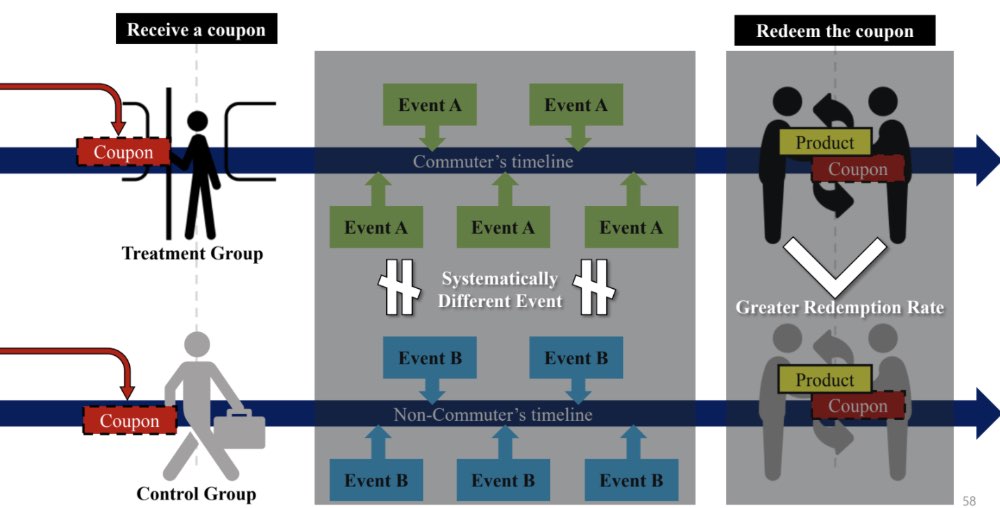 Receive a coupon
Redeem the coupon
Event A
Event A
Coupon
Commuter's timeline
Product
Coupon
Event A
Event A
Event A
Treatment Group
Systematically
Different Event
Greater Redemption Rate
Event B
Event B
Product
Coupon
Non-Commuter's timeline
Coupon
Event B
Event B
Event B
Control Group
58